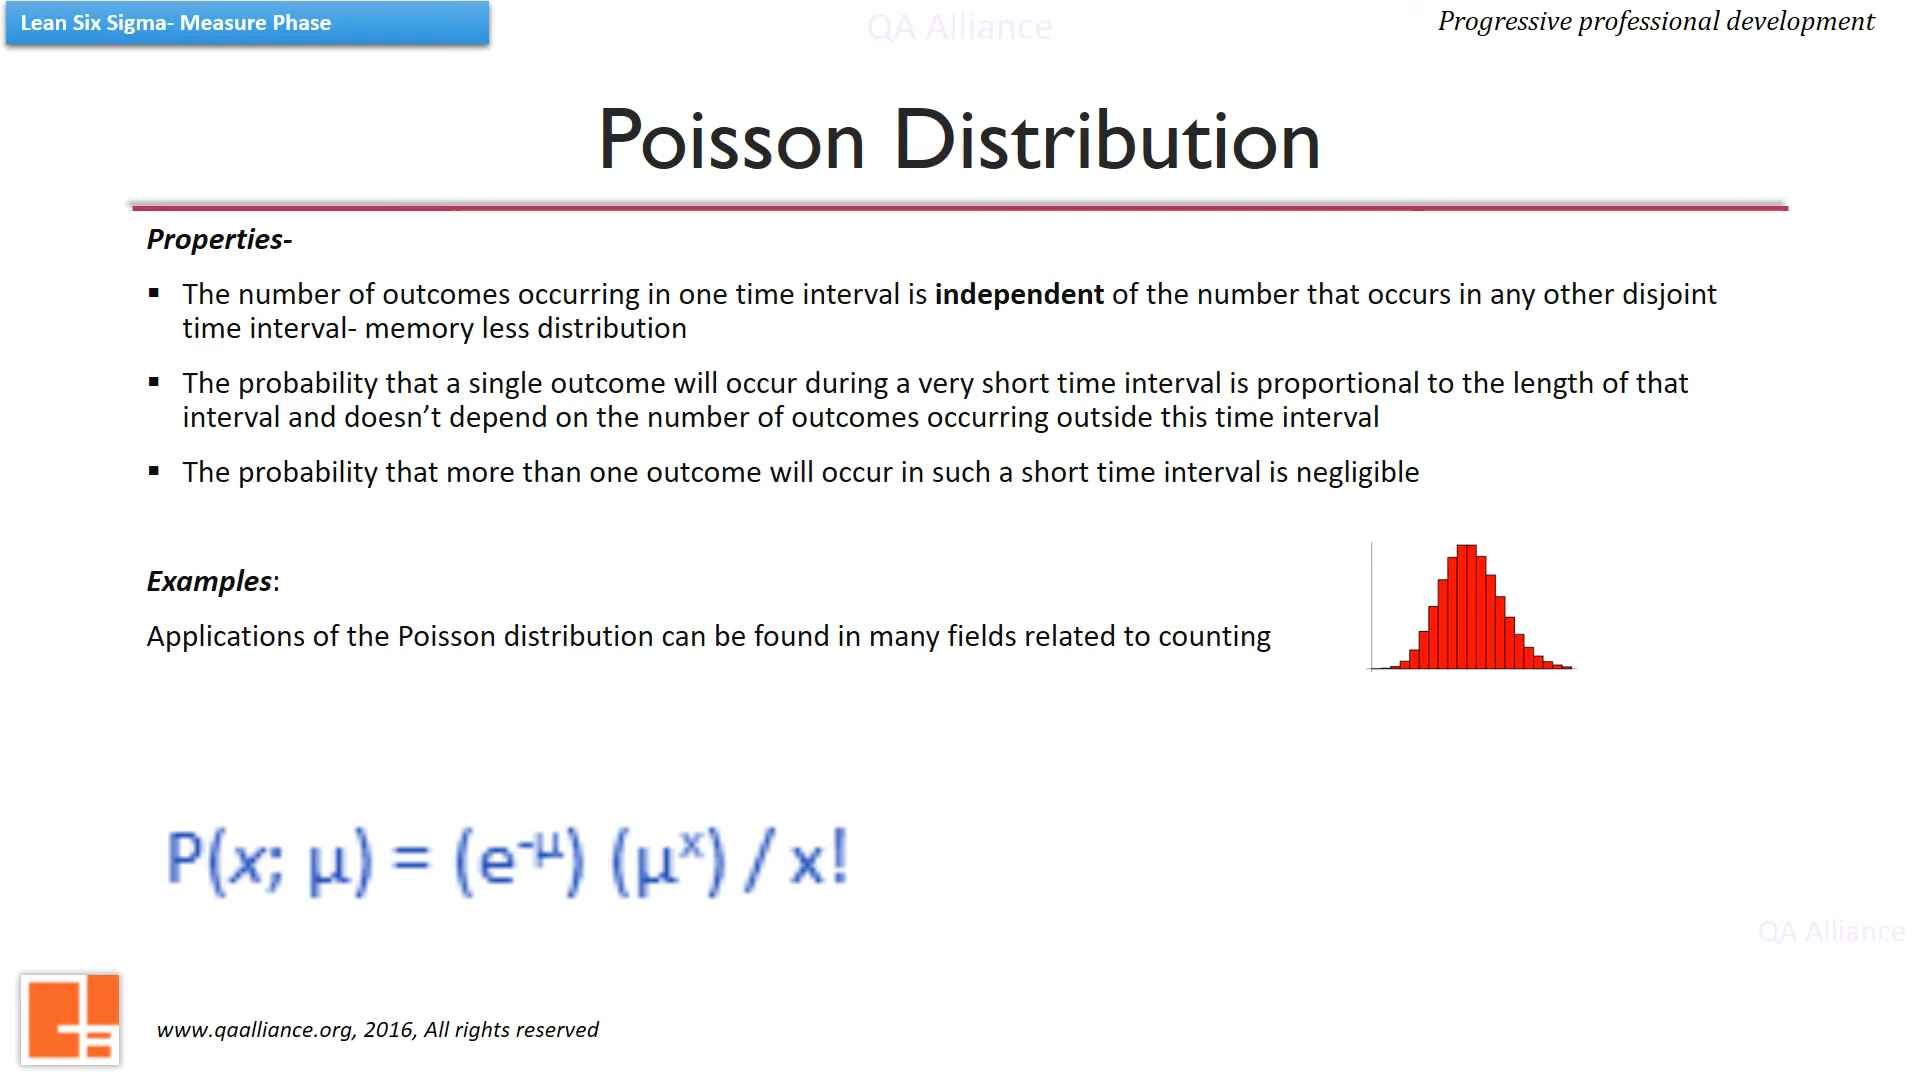 Lean Six Sigma- Measure Phase
QA Alliance
Progressive professional development
Poisson Distribution
Properties-
▪ The number of outcomes occurring in one time interval is independent of the number that occurs in any other disjoint
time interval- memory less distribution
▪ The probability that a single outcome will occur during a very short time interval is proportional to the length of that
interval and doesn’t depend on the number of outcomes occurring outside this time interval
▪ The probability that more than one outcome will occur in such a short time interval is negligible
Examples:
Applications of the Poisson distribution can be found in many fields related to counting
P(x; μ) = (e^-μ) (μ^x) / x!
QA Alliance
www.qaalliance.org, 2016, All rights reserved